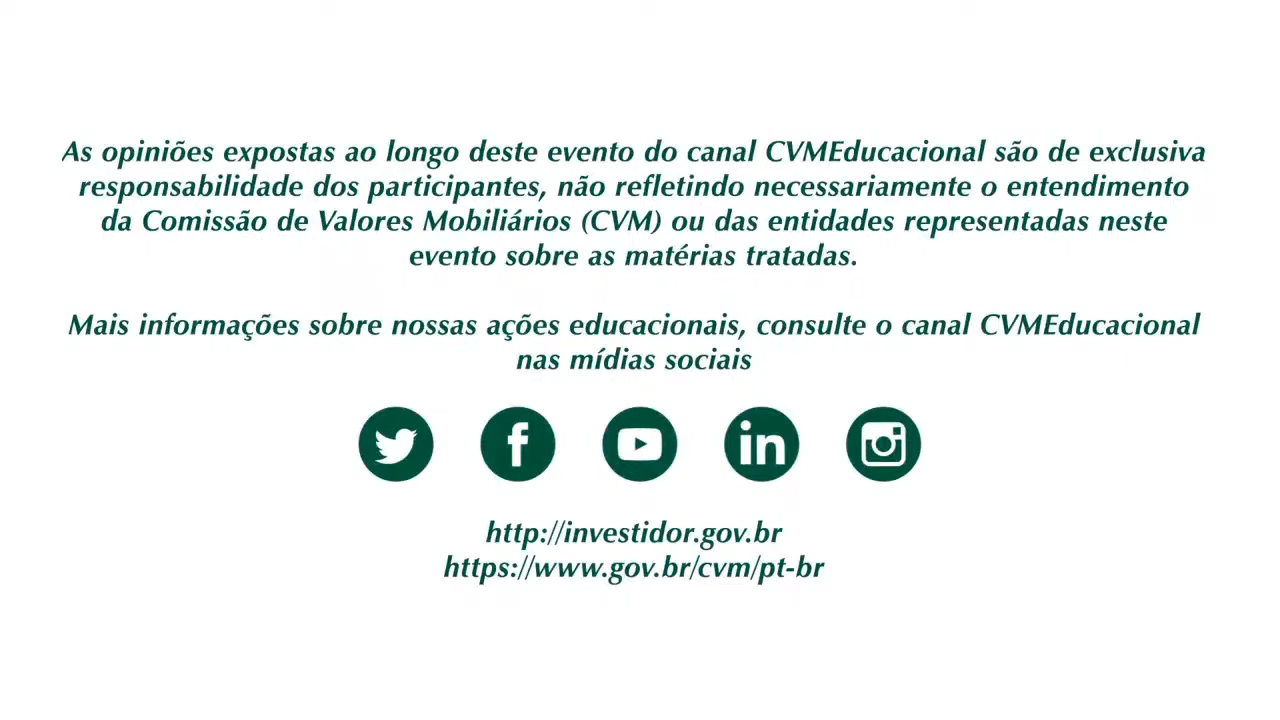 As opiniões expostas ao longo deste evento do canal CVMEducacional são de exclusiva
responsabilidade dos participantes, não refletindo necessariamente o entendimento
da Comissão de Valores Mobiliários (CVM) ou das entidades representadas neste
evento sobre as matérias tratadas.
Mais informações sobre nossas ações educacionais, consulte o canal CVMEducacional
nas mídias sociais
http://investidor.gov.br
https://www.gov.br/cvm/pt-br